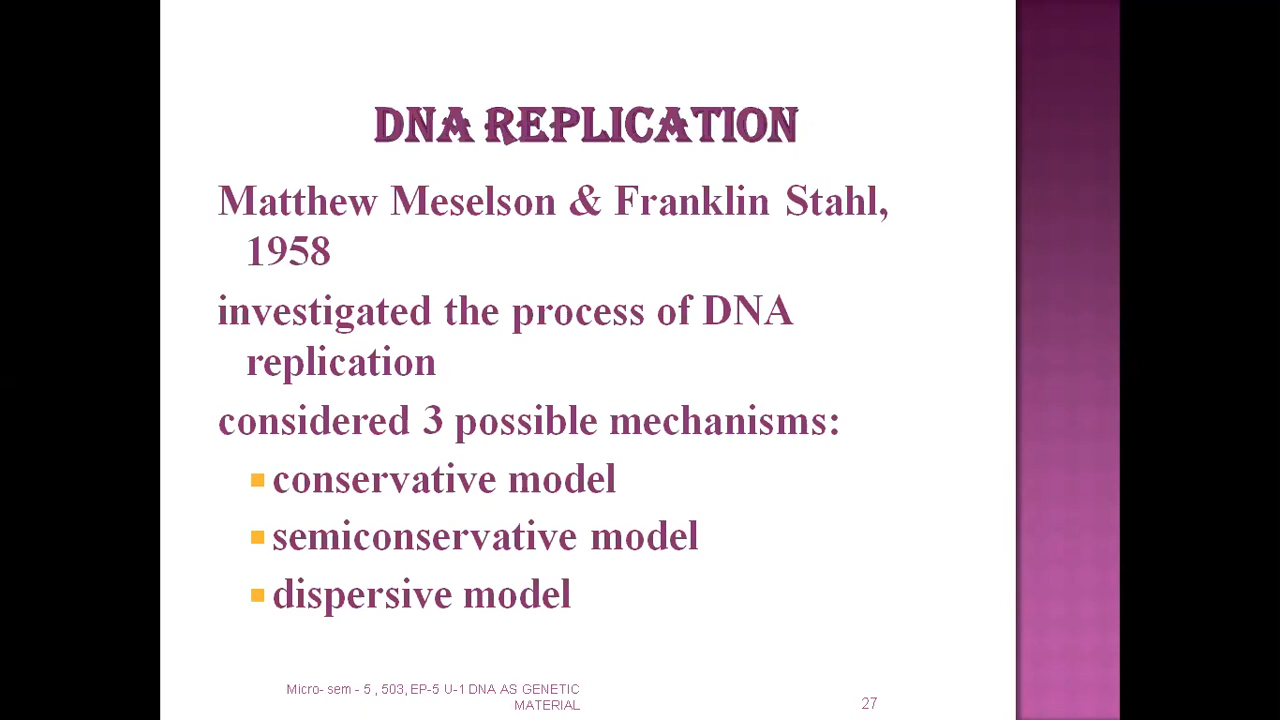 DNA REPLICATION
Matthew Meselson & Franklin Stahl,
1958
investigated the process of DNA
replication
considered 3 possible mechanisms:
conservative model
semiconservative model
dispersive model
Micro- sem - 5 , 503, EP-5 U-1 DNA AS GENETIC
MATERIAL
27